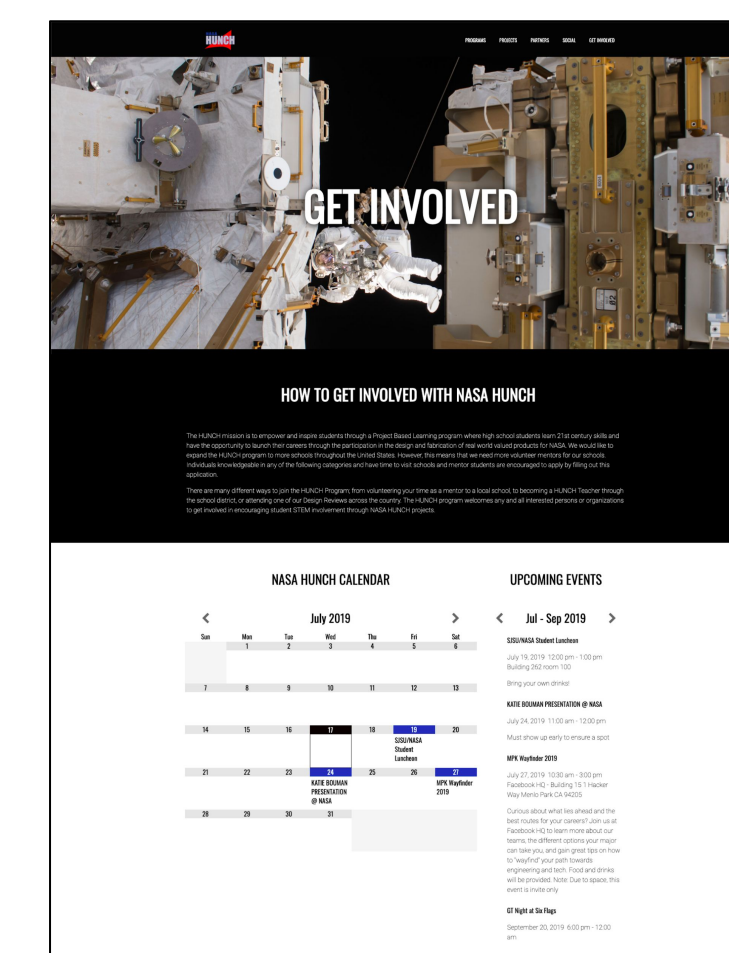 NASA
HUNCH
PROGRAMS PROJECTS PARTNERS SOCIAL GET INVOLVED
GET INVOLVED
HOW TO GET INVOLVED WITH NASA HUNCH
The HUNCH mission is to empower and inspire students through a Project Based Learning program where high school students learn 21st century skills and
have the opportunity to launch their careers through the participation in the design and fabrication of real world valued products for NASA. We would like to
expand the HUNCH program to more schools throughout the United States. However, this means that we need more volunteer mentors for our schools.
Individuals knowledgeable in any of the following categories and have time to visit schools and mentor students are encouraged to apply by filling out this
application.
There are many different ways to join the HUNCH Program; from volunteering your time as a mentor to a local school, to becoming a HUNCH Teacher through
the school district, or attending one of our Design Reviews across the country. The HUNCH program welcomes any and all interested persons or organizations
to get involved in encouraging student STEM involvement through NASA HUNCH projects.
NASA HUNCH CALENDAR
July 2019
Sun Mon Tue Wed Thu Fri Sat
1 2 3 4 5 6
7 8 9 10 11 12 13
14 15 16 17 18 19 20
SJSU/NASA
Student
Luncheon
21 22 23 24 25 26 27
KATIE BOUMAN
PRESENTATION
@ NASA
MPK Wayfinder
2019
28 29 30 31
UPCOMING EVENTS
Jul - Sep 2019
SJSU/NASA Student Luncheon
July 19, 2019 12:00 pm - 1:00 pm
Building 262 room 100
Bring your own drinks!
KATIE BOUMAN PRESENTATION @ NASA
July 24, 2019 11:00 am - 12:00 pm
Must show up early to ensure a spot
MPK Wayfinder 2019
July 27, 2019 10:30 am - 3:00 pm
Facebook HQ - Building 15 1 Hacker
Way Menlo Park CA 94205
Curious about what lies ahead and the
best routes for your careers? Join us at
Facebook HQ to learn more about our
teams, the different options your major
can take you, and gain great tips on how
to "wayfind" your path towards
engineering and tech. Food and drinks
will be provided. Note: Due to space, this
event is invite only
GT Night at Six Flags
September 20, 2019 6:00 pm - 12:00
am